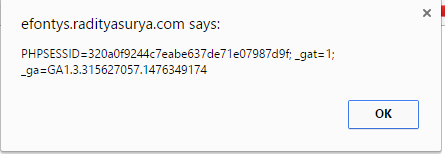 efontys.radityasurya.com says:
PHPSESSID=320a0f9244c7eabe637de71e07987d9f; _gat=1;
_ga=GA1.3.315627057.1476349174
OK